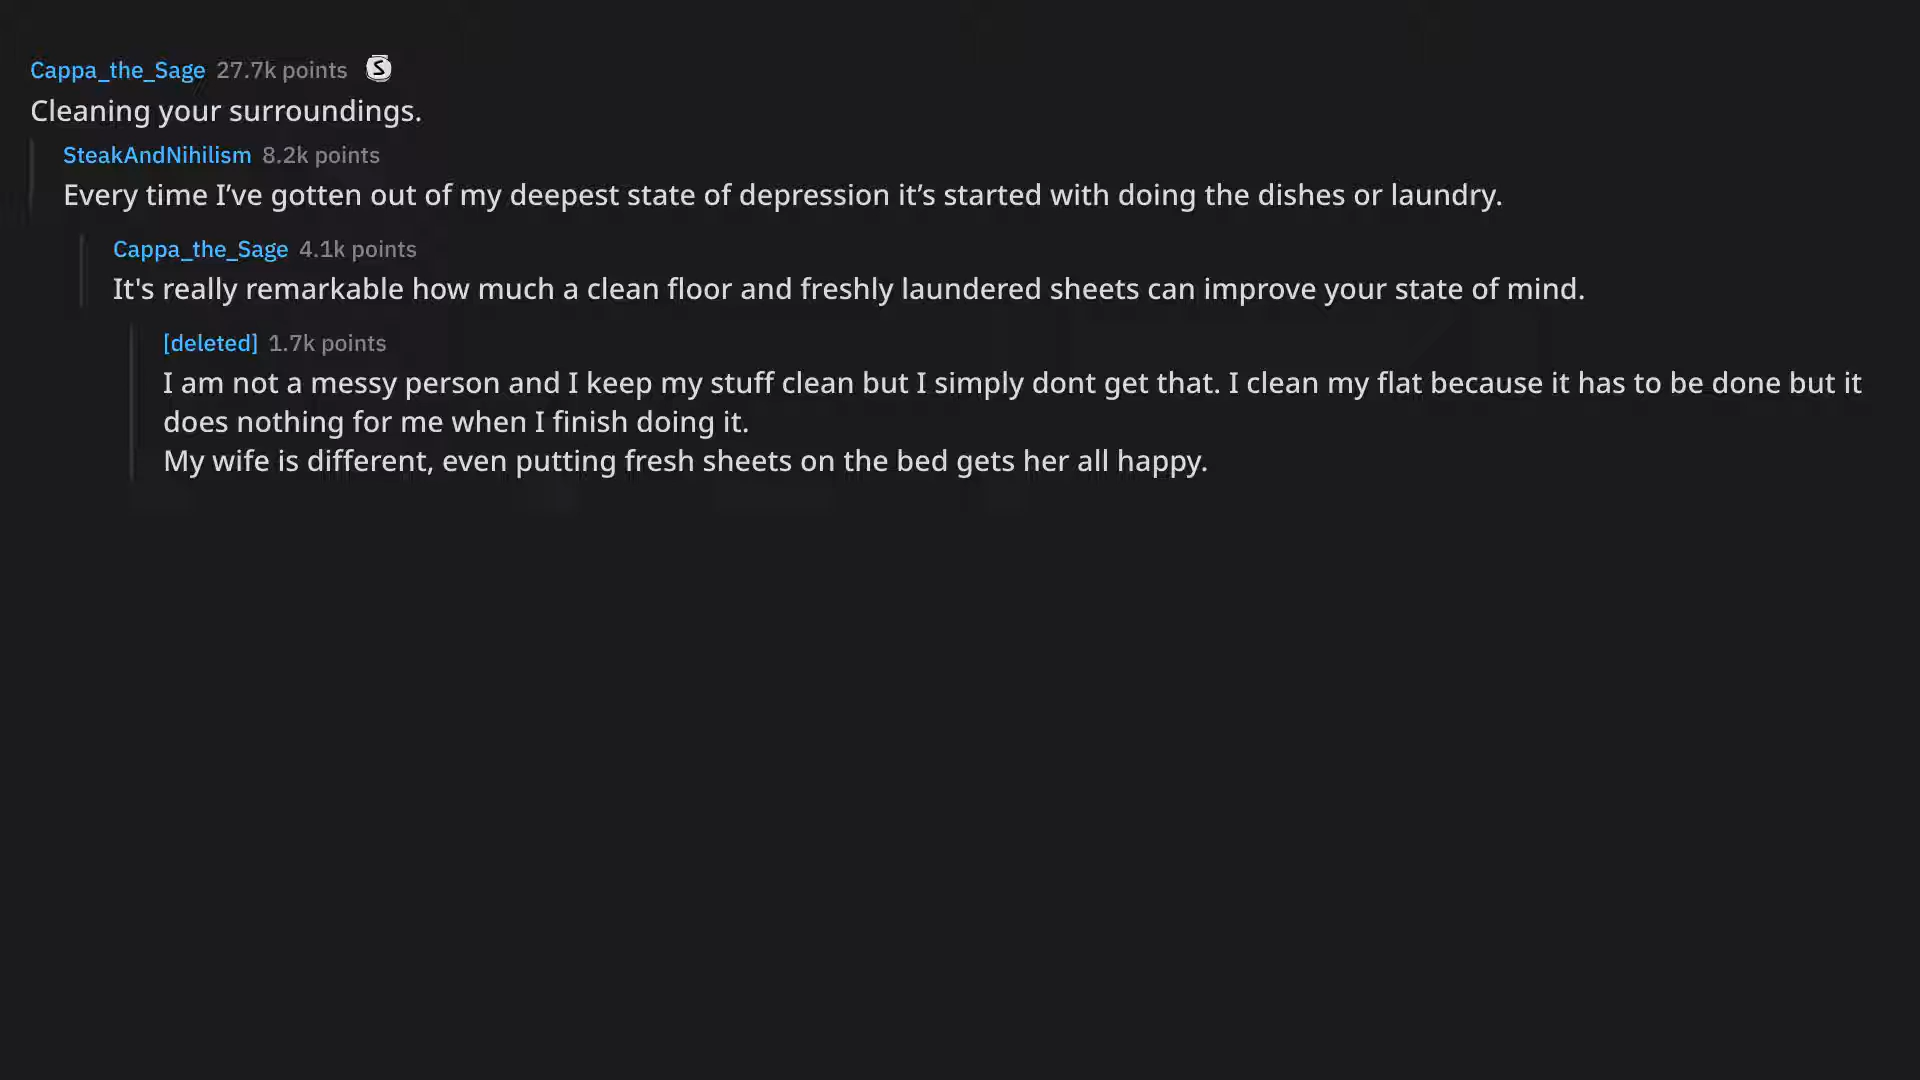 Cappa_the_Sage 27.7k points S
Cleaning your surroundings.
SteakAndNihilism 8.2k points
Every time I’ve gotten out of my deepest state of depression it’s started with doing the dishes or laundry.
Cappa_the_Sage 4.1k points
It's really remarkable how much a clean floor and freshly laundered sheets can improve your state of mind.
[deleted] 1.7k points
I am not a messy person and I keep my stuff clean but I simply dont get that. I clean my flat because it has to be done but it
does nothing for me when I finish doing it.
My wife is different, even putting fresh sheets on the bed gets her all happy.